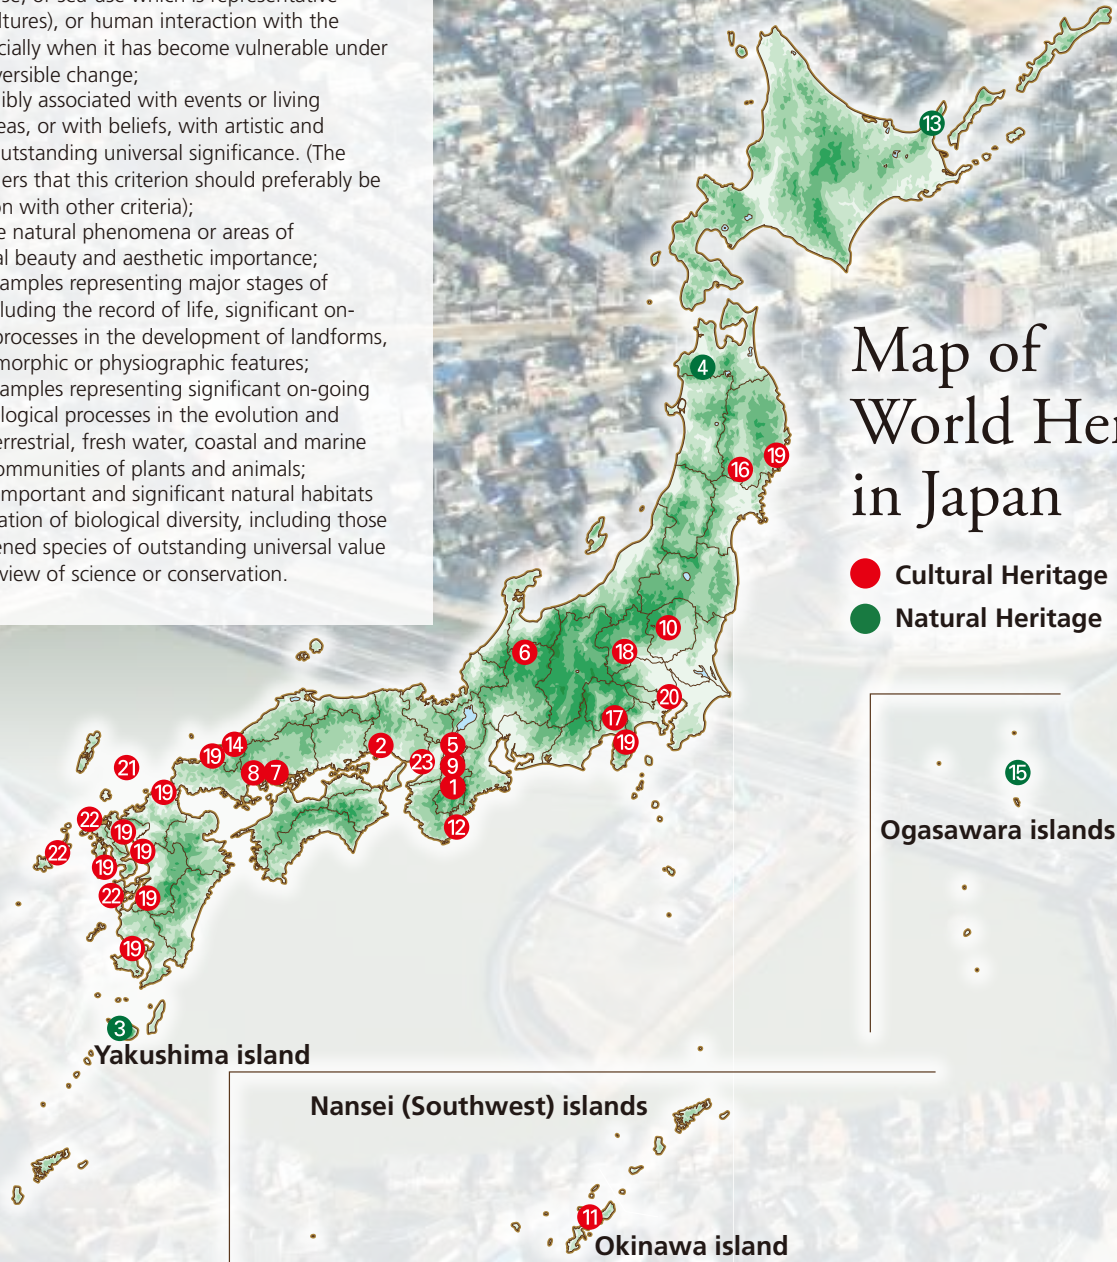 ltures), or human interaction with the
cially when it has become vulnerable under
versible change;
ibly associated with events or living
eas, or with beliefs, with artistic and
utstanding universal significance. (The
ers that this criterion should preferably be
on with other criteria);
e natural phenomena or areas of
al beauty and aesthetic importance;
amples representing major stages of
luding the record of life, significant on-
processes in the development of landforms,
morphic or physiographic features;
amples representing significant on-going
logical processes in the evolution and
errestrial, fresh water, coastal and marine
ommunities of plants and animals;
important and significant natural habitats
ation of biological diversity, including those
ened species of outstanding universal value
view of science or conservation.
Map of
World Her
in Japan
Cultural Heritage
Natural Heritage
13
4
19
16
10
6
18
20
17
19
14
19
2
5
23
9
8
7
1
21
19
12
22
19
22
19
19
22
19
19
15
Ogasawara islands
3
Yakushima island
Nansei (Southwest) islands
11
Okinawa island